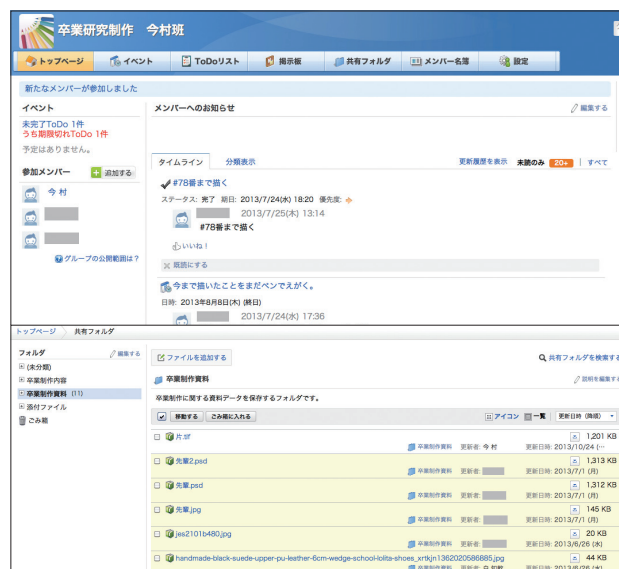 卒業研究制作　今村班
トップページ
イベント
ToDoリスト
掲示板
共有フォルダ
メンバー名簿
設定
新たなメンバーが参加しました
イベント
未完了ToDo 1件
うち期限切れToDo 1件
予定はありません。
参加メンバー
追加する
今 村
グループの公開範囲は？
メンバーへのお知らせ
編集する
タイムライン
分類表示
更新履歴を表示 未読のみ 20+ | すべて
#78番まで描く
ステータス: 完了 期日: 2013/7/24(水) 18:20 優先度:
2013/7/25(木) 13:14
#78番まで描く
いいね！
既読にする
今まで描いたことをまだペンでえがく。
日時: 2013年8月8日(木) (終日)
2013/7/24(水) 17:36
トップページ 共有フォルダ
フォルダ
編集する
(未分類)
卒業制作内容
卒業制作資料 (11)
添付ファイル
ごみ箱
ファイルを追加する
共有フォルダを検索する
卒業制作資料
説明を編集する
卒業制作に関する資料データを保存するフォルダです。
移動する
ごみ箱に入れる
アイコン
一覧
更新日時 (降順)
1,201 KB
卒業制作資料 更新者: 今 村 更新日時: 2013/10/24 (…
先輩2.psd
1,313 KB
卒業制作資料 更新者: 更新日時: 2013/7/1 (月)
先輩.psd
1,312 KB
卒業制作資料 更新者: 更新日時: 2013/7/1 (月)
先輩.jpg
145 KB
卒業制作資料 更新者: 更新日時: 2013/7/1 (月)
jes2101b480.jpg
20 KB
卒業制作資料 更新者: 更新日時: 2013/6/26 (水)
handmade-black-suede-upper-pu-leather-6cm-wedge-school-lolita-shoes_xrtkjn1362020586885.jpg
44 KB
卒業制作資料 更新者: 更新日時: 2013/6/26 (水)